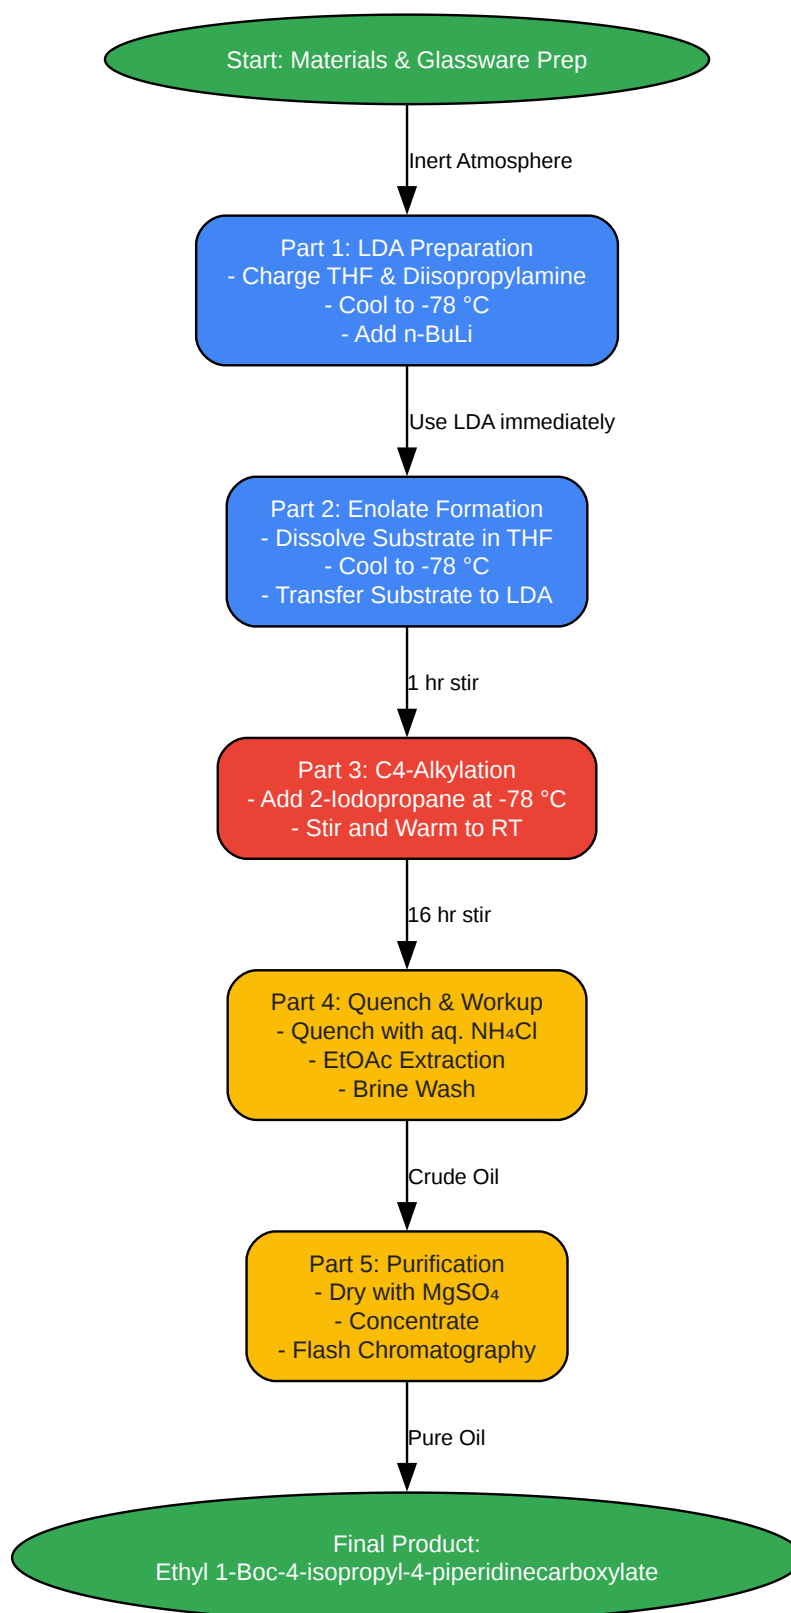 Start: Materials & Glassware Prep
Inert Atmosphere
Part 1: LDA Preparation
- Charge THF & Diisopropylamine
- Cool to -78 °C
- Add n-BuLi
Use LDA immediately
Part 2: Enolate Formation
- Dissolve Substrate in THF
- Cool to -78 °C
- Transfer Substrate to LDA
1 hr stir
Part 3: C4-Alkylation
- Add 2-Iodopropane at -78 °C
- Stir and Warm to RT
16 hr stir
Part 4: Quench & Workup
- Quench with aq. NH₄Cl
- EtOAc Extraction
- Brine Wash
Crude Oil
Part 5: Purification
- Dry with MgSO₄
- Concentrate
- Flash Chromatography
Pure Oil
Final Product:
Ethyl 1-Boc-4-isopropyl-4-piperidinecarboxylate